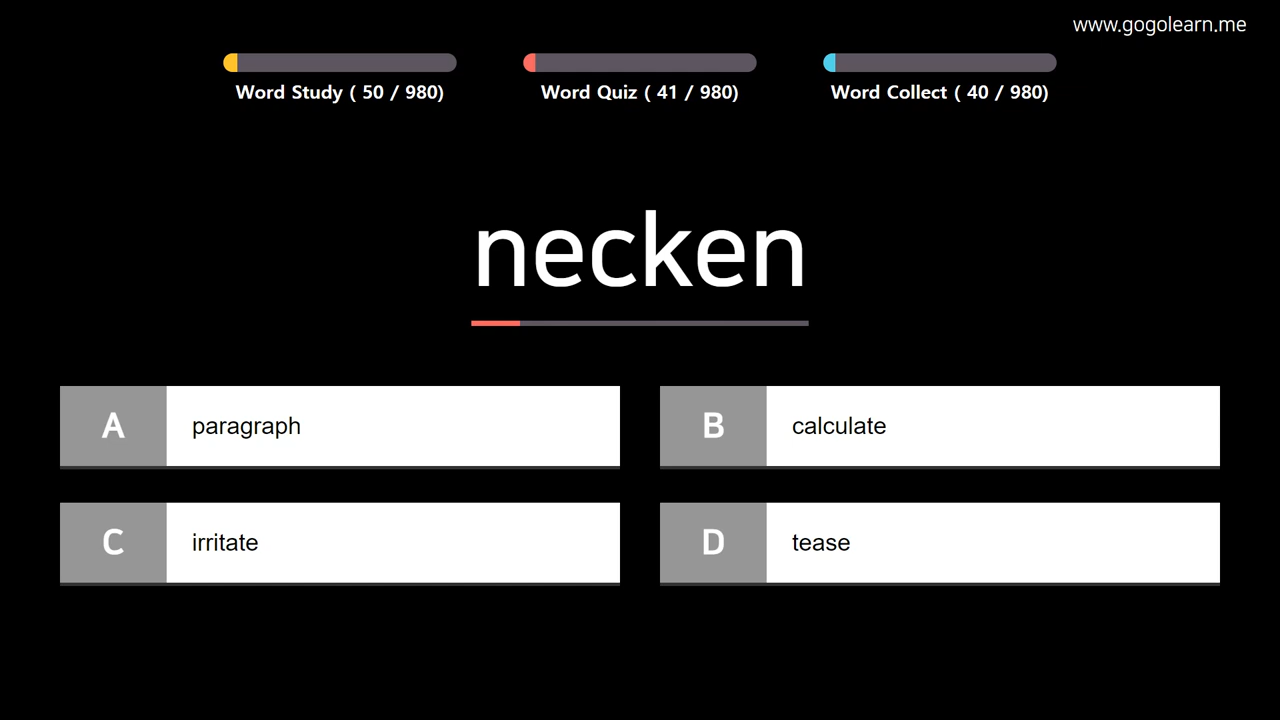 www.gogolearn.me
Word Study ( 50 / 980)
Word Quiz ( 41 / 980)
Word Collect ( 40 / 980)
necken
A paragraph
B calculate
C irritate
D tease